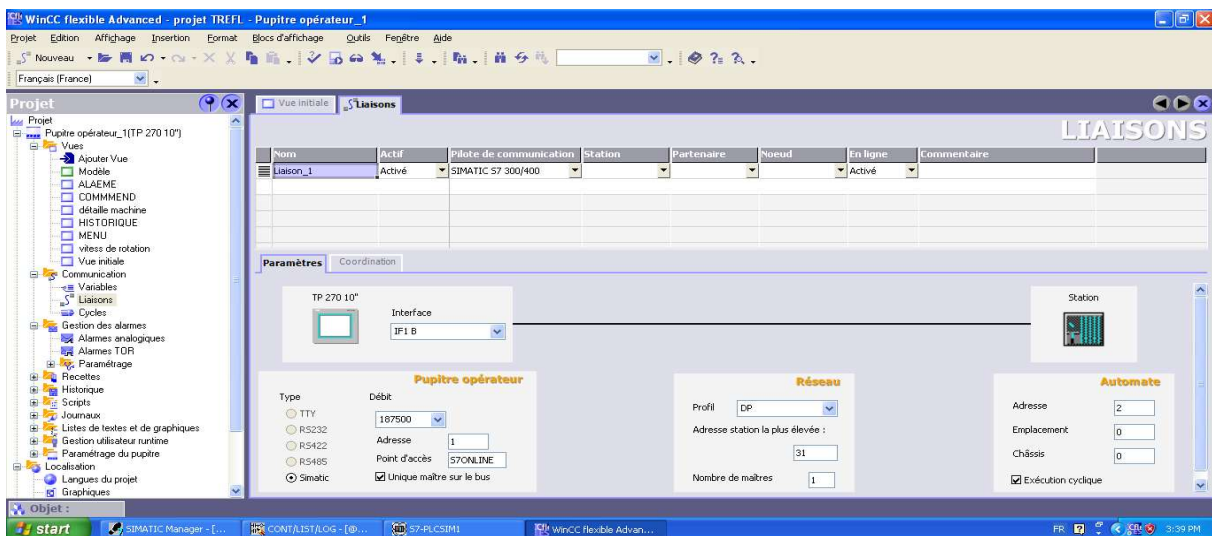 WinCC flexible Advanced - projet TREFL - Pupitre opérateur_1
Projet Edition Affichage Insertion Format Blocs d'affichage Outils Fenêtre Aide
Nouveau
Français (France)
Projet
Vue initiale Liaisons
LIAISONS
Projet
Pupitre opérateur_1(TP 270 10")
Vues
Ajouter Vue
Modèle
ALAEME
COMMMEND
détaille machine
HISTORIQUE
MENU
vitess de rotation
Vue initiale
Communication
Variables
Liaisons
Cycles
Gestion des alarmes
Alarmes analogiques
Alarmes TOR
Paramétrage
Recettes
Historique
Scripts
Journaux
Listes de textes et de graphiques
Gestion utilisateur runtime
Paramétrage du pupitre
Localisation
Langues du projet
Graphiques
Nom Actif Pilote de communication Station Partenaire Noeud En ligne Commentaire
Liaison_1 Activé SIMATIC S7 300/400 Activé
Paramètres Coordination
TP 270 10"
Interface
IF1 B
Station
Pupitre opérateur
Type
TTY
RS232
RS422
RS485
Simatic
Débit
187500
Adresse 1
Point d'accès S7ONLINE
Unique maître sur le bus
Réseau
Profil DP
Adresse station la plus élevée :
31
Nombre de maîtres 1
Automate
Adresse 2
Emplacement 0
Châssis 0
Exécution cyclique
Objet :
start SIMATIC Manager - [... CONT/LIST/LOG - [@... S7-PLCSIM1 WinCC flexible Advan... FR 3:39 PM